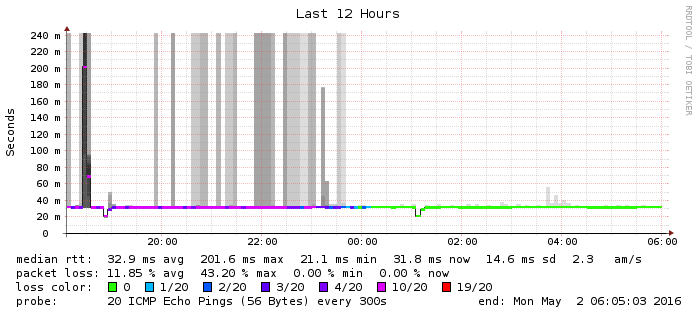 Last 12 Hours
RRDTOOL / TOBI OETIKER
Seconds
240 m
220 m
200 m
180 m
160 m
140 m
120 m
100 m
80 m
60 m
40 m
20 m
0
20:00 22:00 00:00 02:00 04:00 06:00
median rtt: 32.9 ms avg 201.6 ms max 21.1 ms min 31.8 ms now 14.6 ms sd 2.3 am/s
packet loss: 11.85 % avg 43.20 % max 0.00 % min 0.00 % now
loss color: 0 1/20 2/20 3/20 4/20 10/20 19/20
probe: 20 ICMP Echo Pings (56 Bytes) every 300s end: Mon May 2 06:05:03 2016